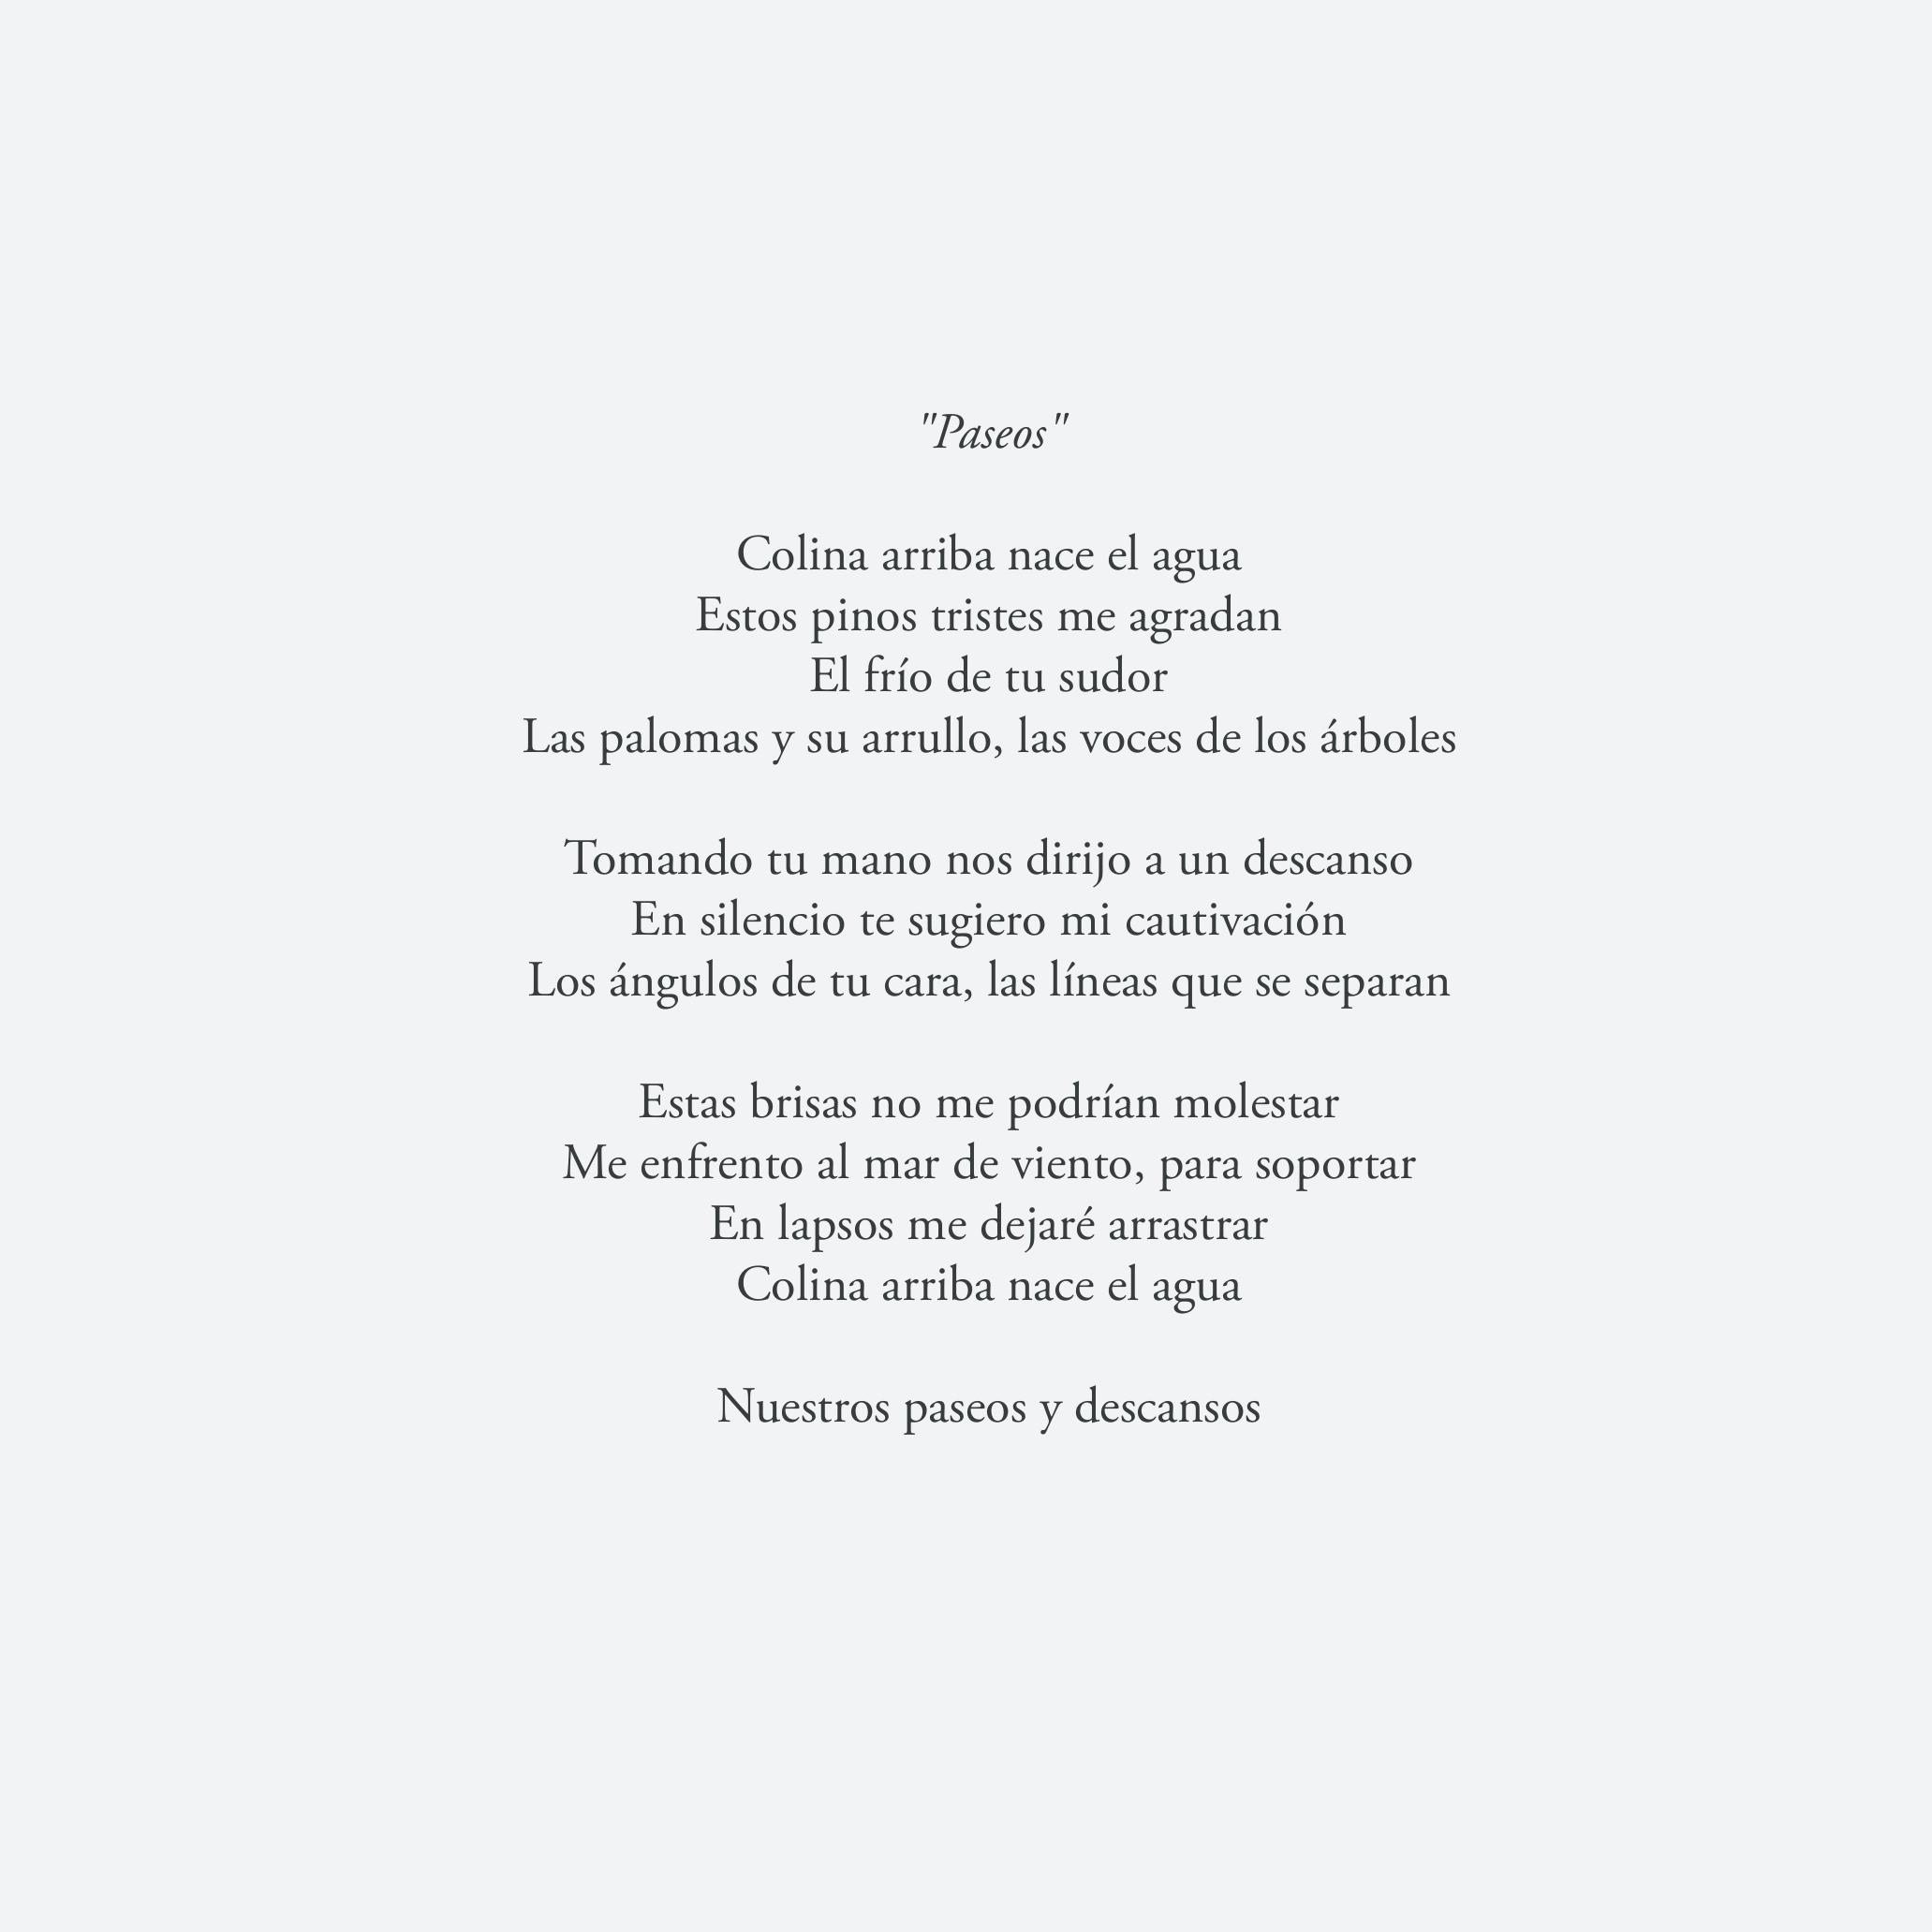 "Paseos"
Colina arriba nace el agua
Estos pinos tristes me agradan
El frío de tu sudor
Las palomas y su arrullo, las voces de los árboles
Tomando tu mano nos dirijo a un descanso
En silencio te sugiero mi cautivación
Los ángulos de tu cara, las líneas que se separan
Estas brisas no me podrían molestar
Me enfrento al mar de viento, para soportar
En lapsos me dejaré arrastrar
Colina arriba nace el agua
Nuestros paseos y descansos